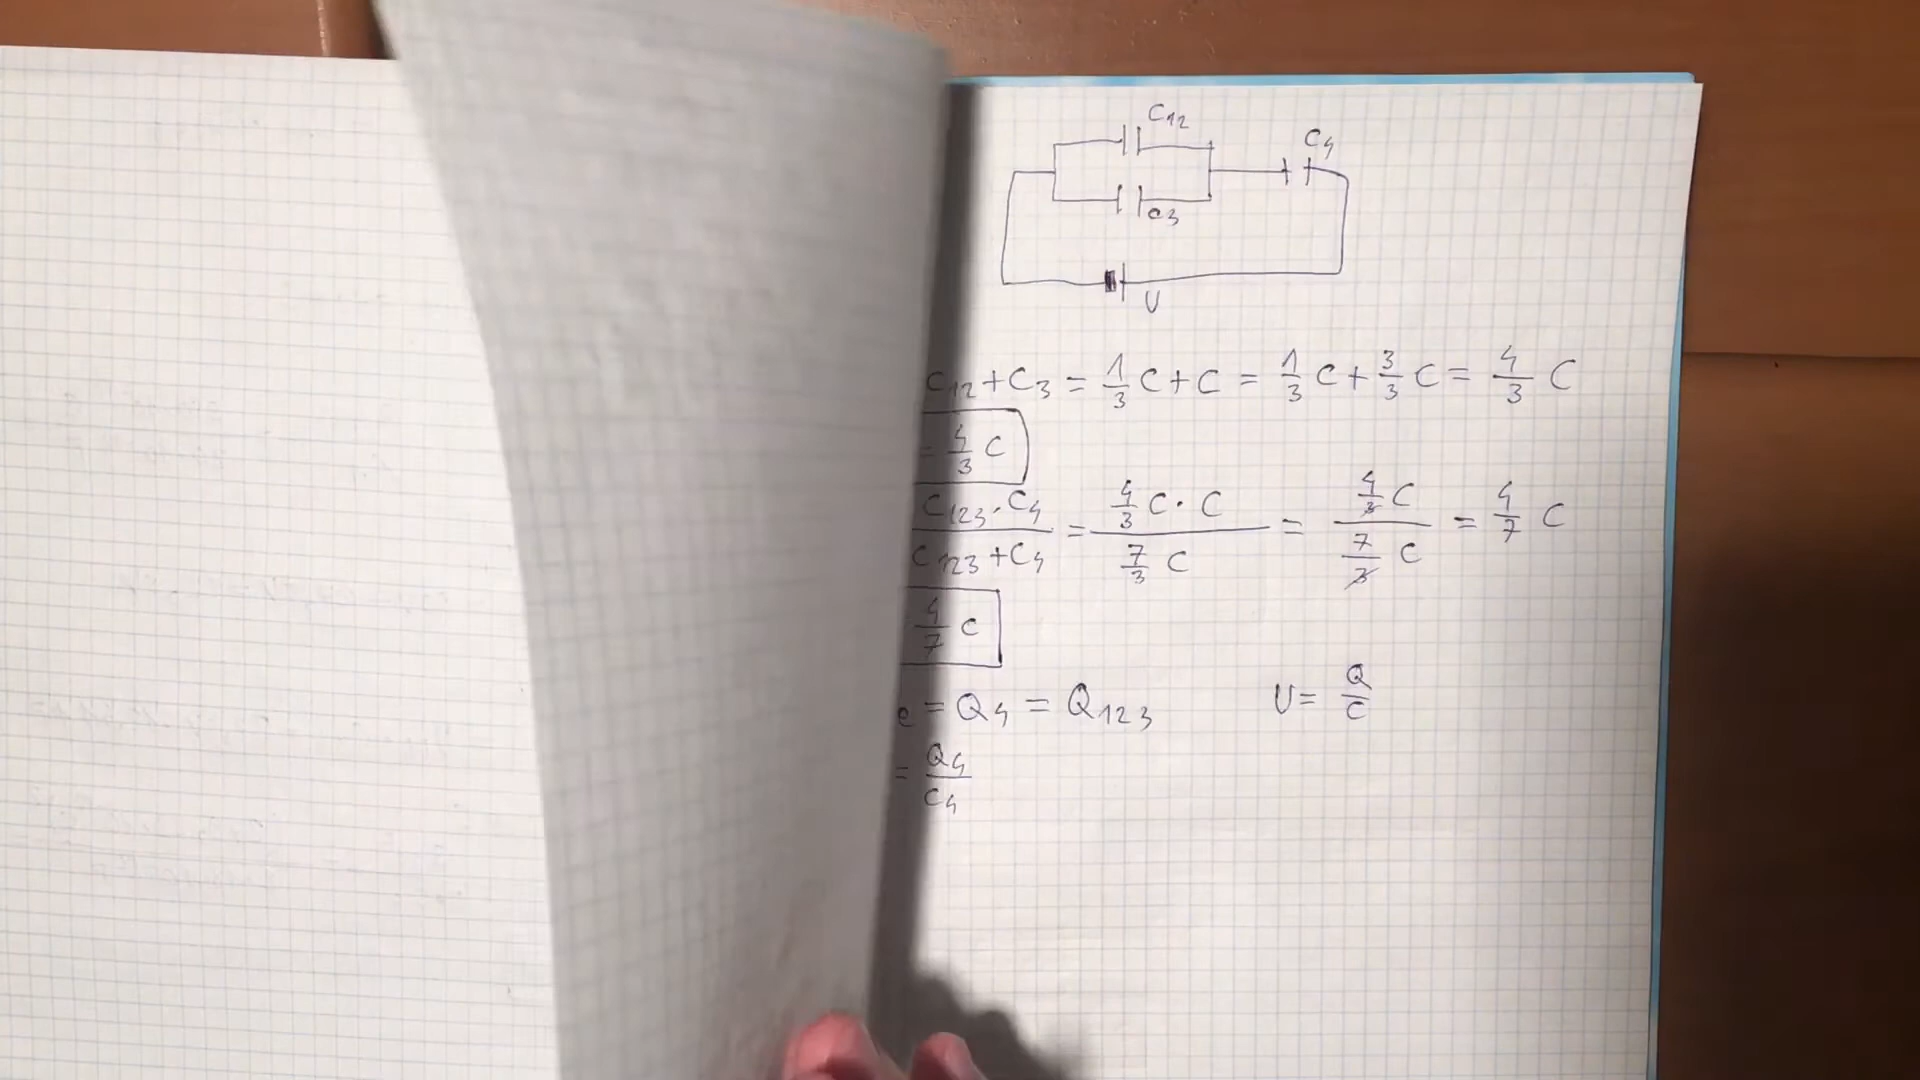 C₁₂
C₄
C₃
U
C₁₂ + C₃ = 1/3 C + C = 1/3 C + 3/3 C = 4/3 C
= 4/3 C
C₁₂₃ · C₄ / C₁₂₃ + C₄ = 4/3 C · C / 7/3 C = 4/3 C / 7/3 C = 4/7 C
4/7 C
e = Q₄ = Q₁₂₃ U = Q/C
= Q₄/C₄